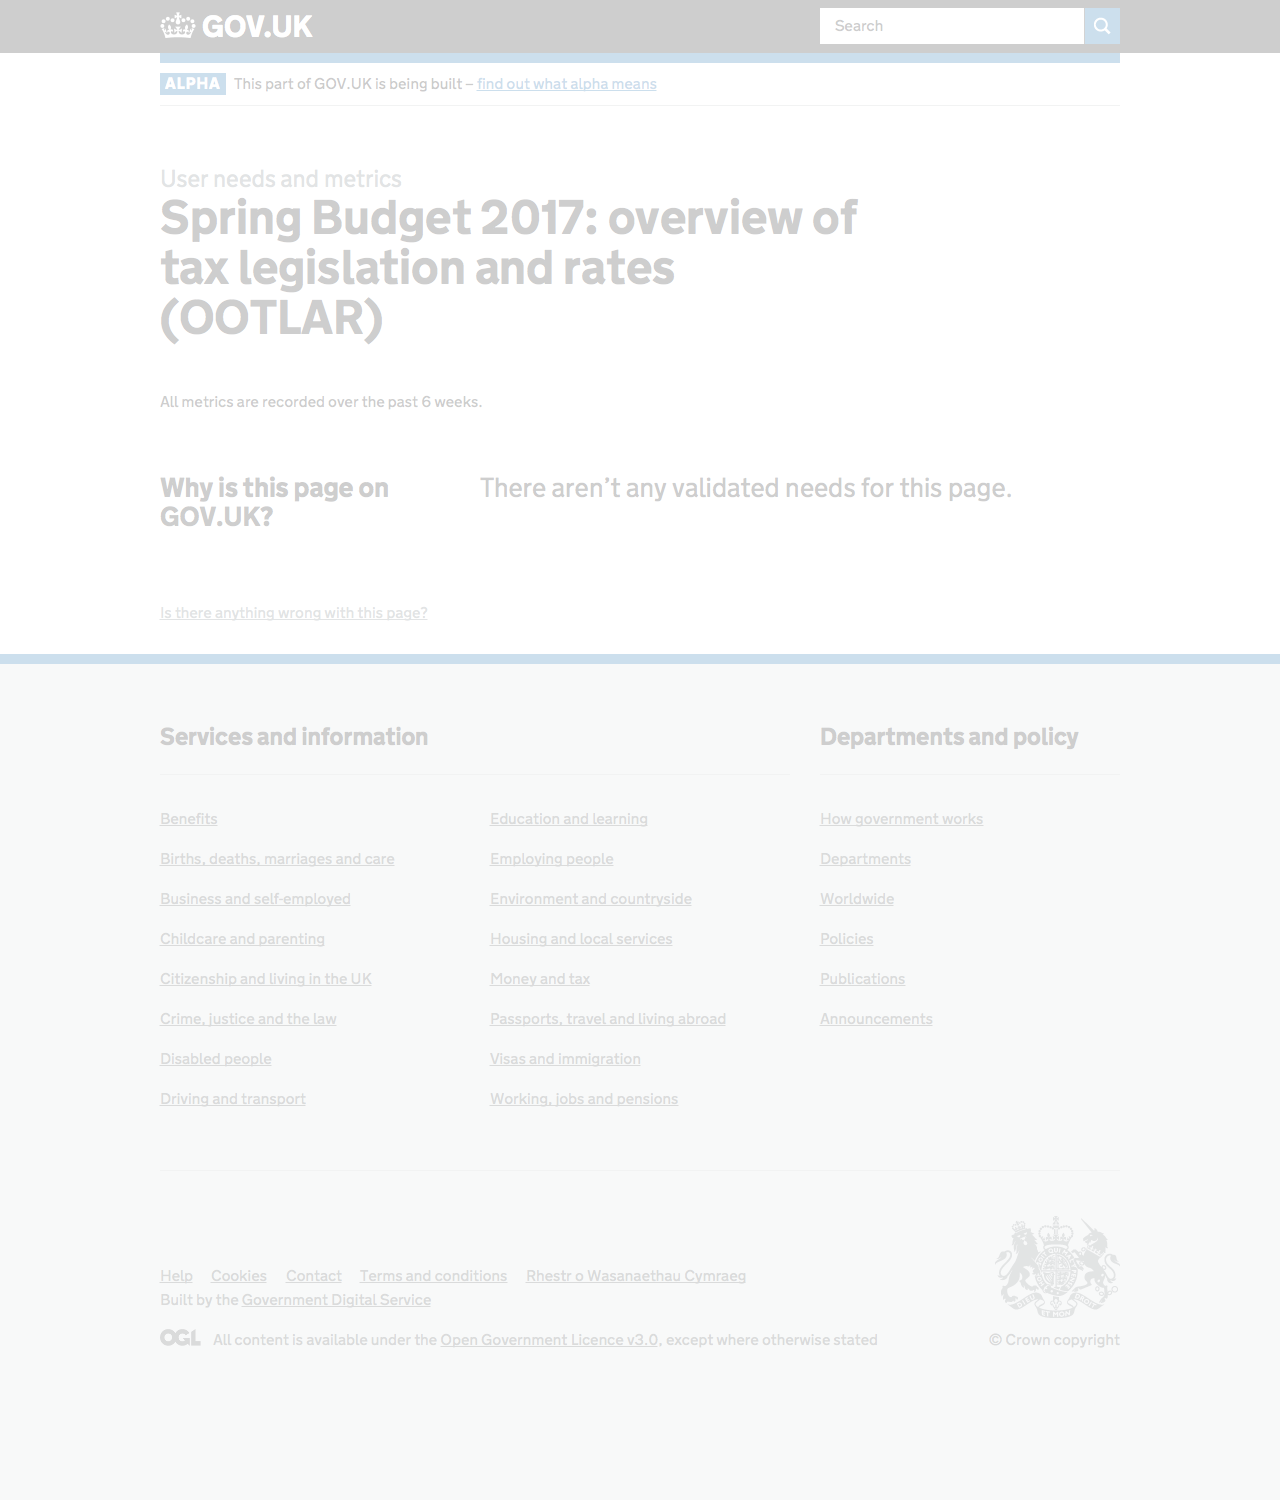 GOV.UK
Search
ALPHA This part of GOV.UK is being built – find out what alpha means
User needs and metrics
Spring Budget 2017: overview of
tax legislation and rates
(OOTLAR)
All metrics are recorded over the past 6 weeks.
Why is this page on
GOV.UK?
There aren’t any validated needs for this page.
Is there anything wrong with this page?
Services and information
Benefits
Births, deaths, marriages and care
Business and self-employed
Childcare and parenting
Citizenship and living in the UK
Crime, justice and the law
Disabled people
Driving and transport
Education and learning
Employing people
Environment and countryside
Housing and local services
Money and tax
Passports, travel and living abroad
Visas and immigration
Working, jobs and pensions
Departments and policy
How government works
Departments
Worldwide
Policies
Publications
Announcements
Help Cookies Contact Terms and conditions Rhestr o Wasanaethau Cymraeg
Built by the Government Digital Service
OGL All content is available under the Open Government Licence v3.0, except where otherwise stated
© Crown copyright